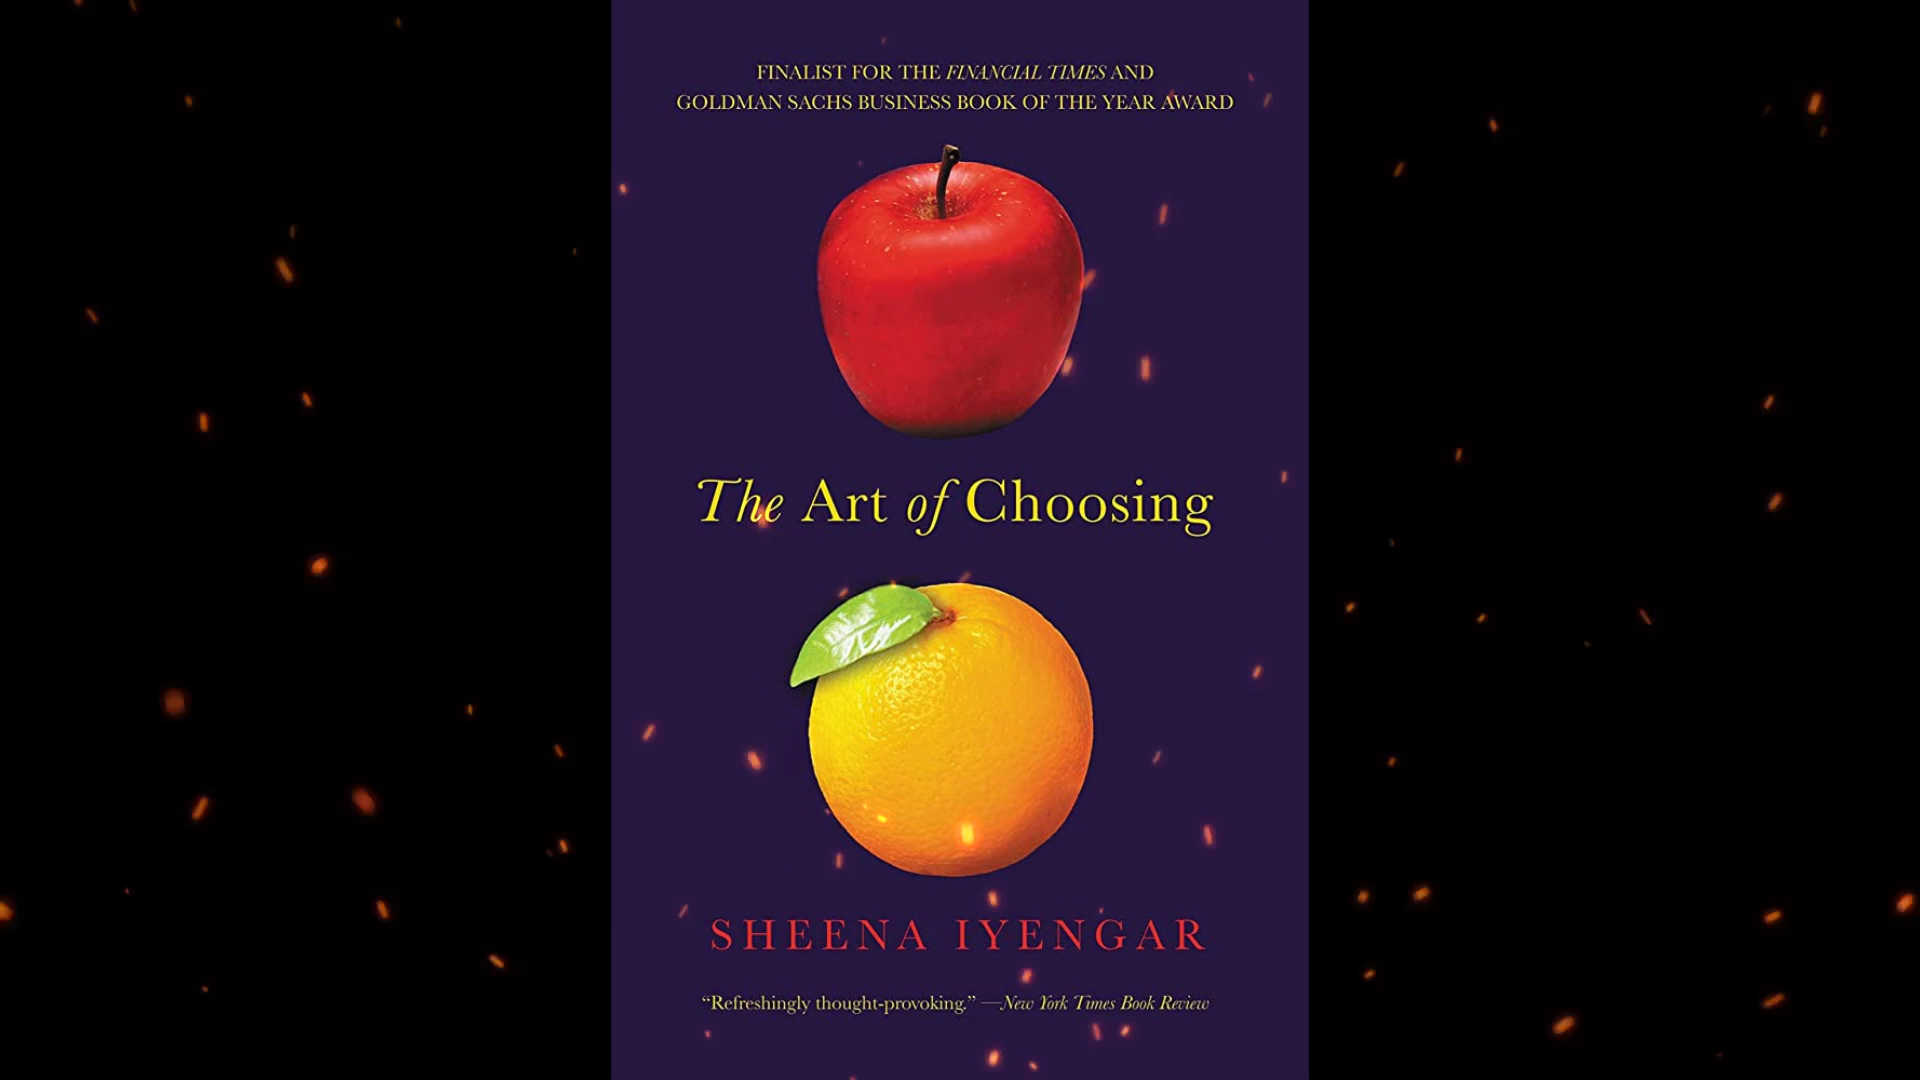 FINALIST FOR THE FINANCIAL TIMES AND
GOLDMAN SACHS BUSINESS BOOK OF THE YEAR AWARD
The Art of Choosing
SHEENA IYENGAR
“Refreshingly thought-provoking.” —New York Times Book Review